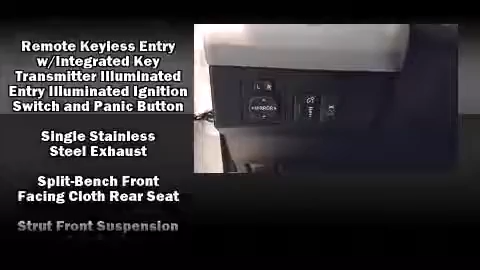 Remote Keyless Entry
w/Integrated Key
Transmitter Illuminated
Entry Illuminated Ignition
Switch and Panic Button
Single Stainless
Steel Exhaust
Split-Bench Front
Facing Cloth Rear Seat
Strut Front Suspension
L R
MIRROR